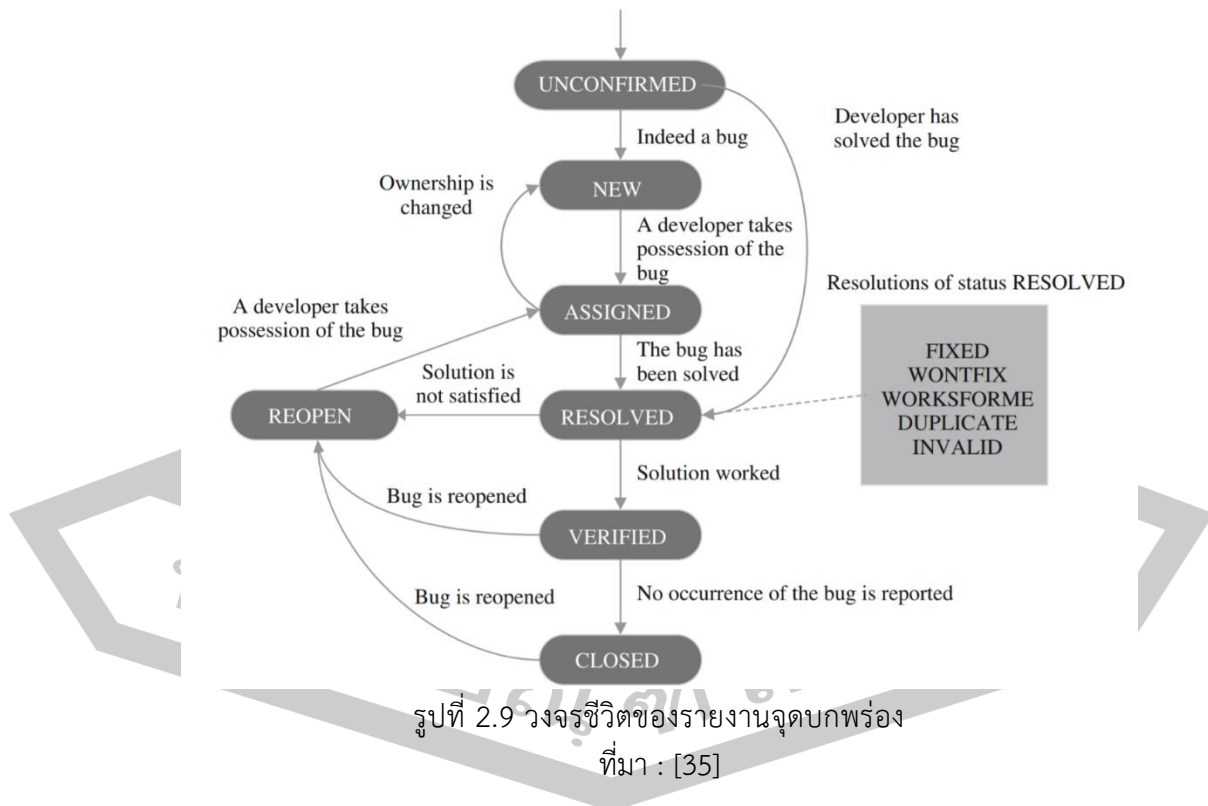 UNCONFIRMED
Developer has
solved the bug
Indeed a bug
Ownership is
changed
NEW
A developer takes
possession of the
bug
Resolutions of status RESOLVED
A developer takes
possession of the bug
ASSIGNED
The bug has
been solved
FIXED
WONTFIX
WORKSFORME
DUPLICATE
INVALID
Solution is
not satisfied
REOPEN
RESOLVED
Solution worked
Bug is reopened
VERIFIED
No occurrence of the bug is reported
Bug is reopened
CLOSED
รูปที่ 2.9 วงจรชีวิตของรายงานจุดบกพร่อง
ที่มา : [35]